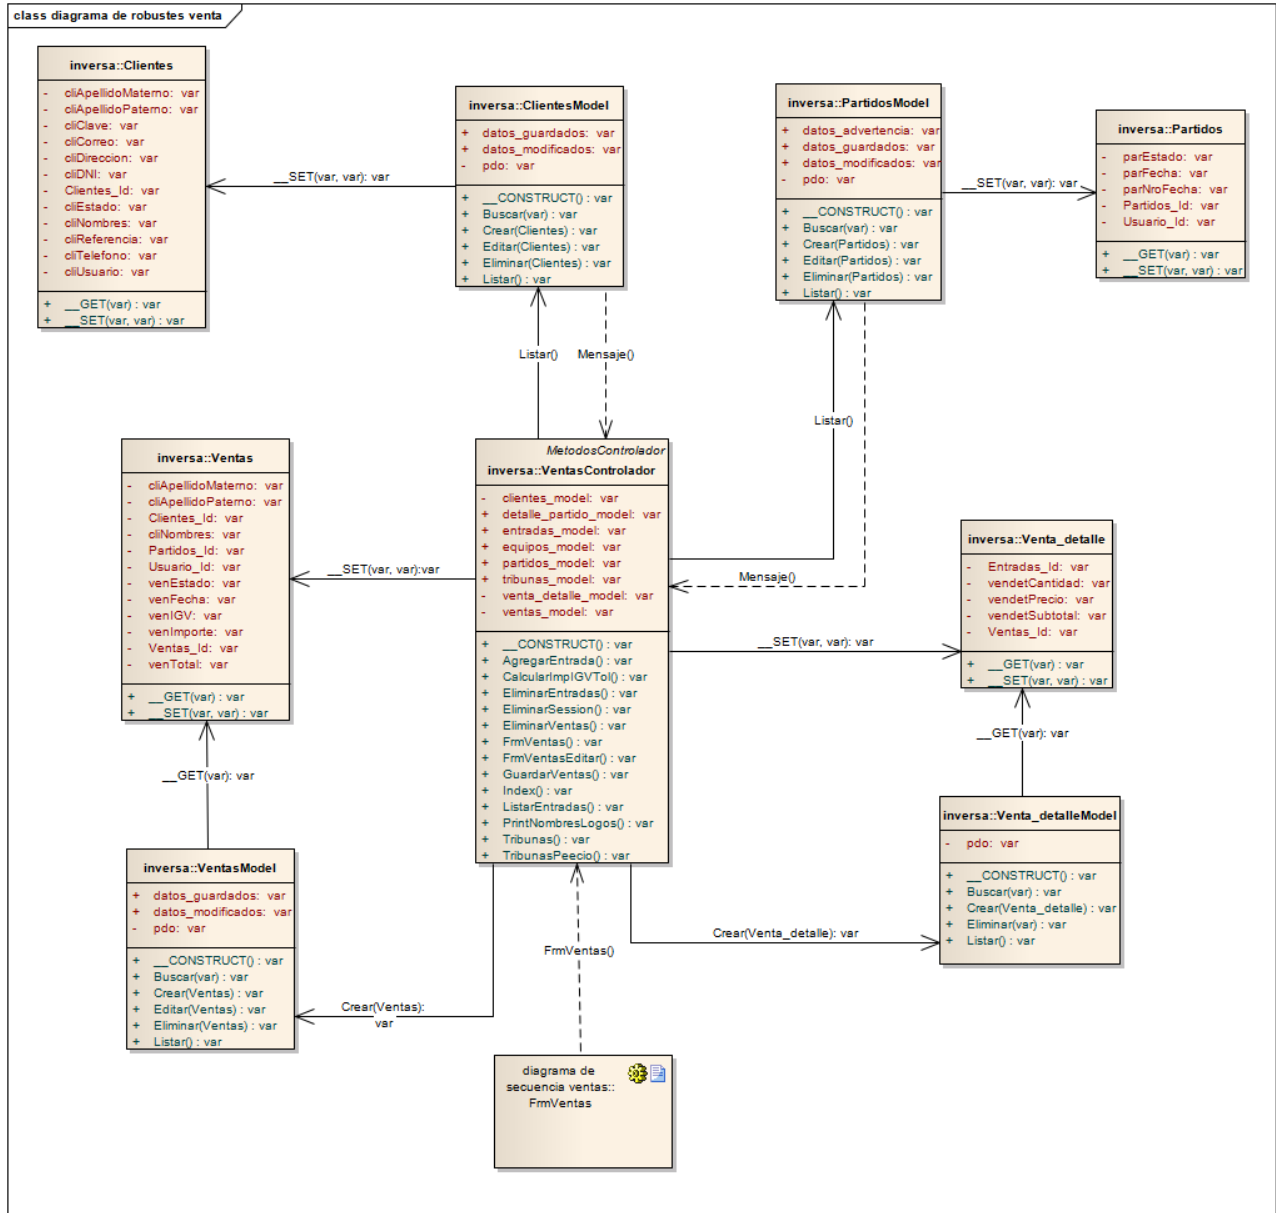 class diagrama de robustes venta
inversa::Clientes
- cliApellidoMaterno: var
- cliApellidoPaterno: var
- cliClave: var
- cliCorreo: var
- cliDireccion: var
- cliDNI: var
- Clientes_Id: var
- cliEstado: var
- cliNombres: var
- cliReferencia: var
- cliTelefono: var
- cliUsuario: var
+ __GET(var) : var
+ __SET(var, var) : var
__SET(var, var): var
inversa::ClientesModel
+ datos_guardados: var
+ datos_modificados: var
- pdo: var
+ __CONSTRUCT() : var
+ Buscar(var) : var
+ Crear(Clientes) : var
+ Editar(Clientes) : var
+ Eliminar(Clientes) : var
+ Listar() : var
inversa::PartidosModel
+ datos_advertencia: var
+ datos_guardados: var
+ datos_modificados: var
- pdo: var
+ __CONSTRUCT() : var
+ Buscar(var) : var
+ Crear(Partidos) : var
+ Editar(Partidos) : var
+ Eliminar(Partidos) : var
+ Listar() : var
__SET(var, var): var
inversa::Partidos
- parEstado: var
- parFecha: var
- parNroFecha: var
- Partidos_Id: var
- Usuario_Id: var
+ __GET(var) : var
+ __SET(var, var) : var
Listar()
Mensaje()
Listar()
Mensaje()
inversa::Ventas
- cliApellidoMaterno: var
- cliApellidoPaterno: var
- Clientes_Id: var
- cliNombres: var
- Partidos_Id: var
- Usuario_Id: var
- venEstado: var
- venFecha: var
- venIGV: var
- venImporte: var
- Ventas_Id: var
- venTotal: var
+ __GET(var) : var
+ __SET(var, var) : var
__SET(var, var):var
MetodosControlador
inversa::VentasControlador
- clientes_model: var
+ detalle_partido_model: var
+ entradas_model: var
+ equipos_model: var
+ partidos_model: var
+ tribunas_model: var
- venta_detalle_model: var
- ventas_model: var
+ __CONSTRUCT() : var
+ AgregarEntrada() : var
+ CalcularImpIGVTol() : var
+ EliminarEntradas() : var
+ EliminarSession() : var
+ EliminarVentas() : var
+ FrmVentas() : var
+ FrmVentasEditar() : var
+ GuardarVentas() : var
+ Index() : var
+ ListarEntradas() : var
+ PrintNombresLogos() : var
+ Tribunas() : var
+ TribunasPeecio() : var
__SET(var, var): var
inversa::Venta_detalle
- Entradas_Id: var
- vendetCantidad: var
- vendetPrecio: var
- vendetSubtotal: var
- Ventas_Id: var
+ __GET(var) : var
+ __SET(var, var) : var
__GET(var): var
__GET(var): var
inversa::VentasModel
+ datos_guardados: var
+ datos_modificados: var
- pdo: var
+ __CONSTRUCT() : var
+ Buscar(var) : var
+ Crear(Ventas) : var
+ Editar(Ventas) : var
+ Eliminar(Ventas) : var
+ Listar() : var
inversa::Venta_detalleModel
- pdo: var
+ __CONSTRUCT() : var
+ Buscar(var) : var
+ Crear(Venta_detalle) : var
+ Eliminar(var) : var
+ Listar() : var
Crear(Venta_detalle): var
FrmVentas()
Crear(Ventas):
var
diagrama de
secuencia ventas::
FrmVentas